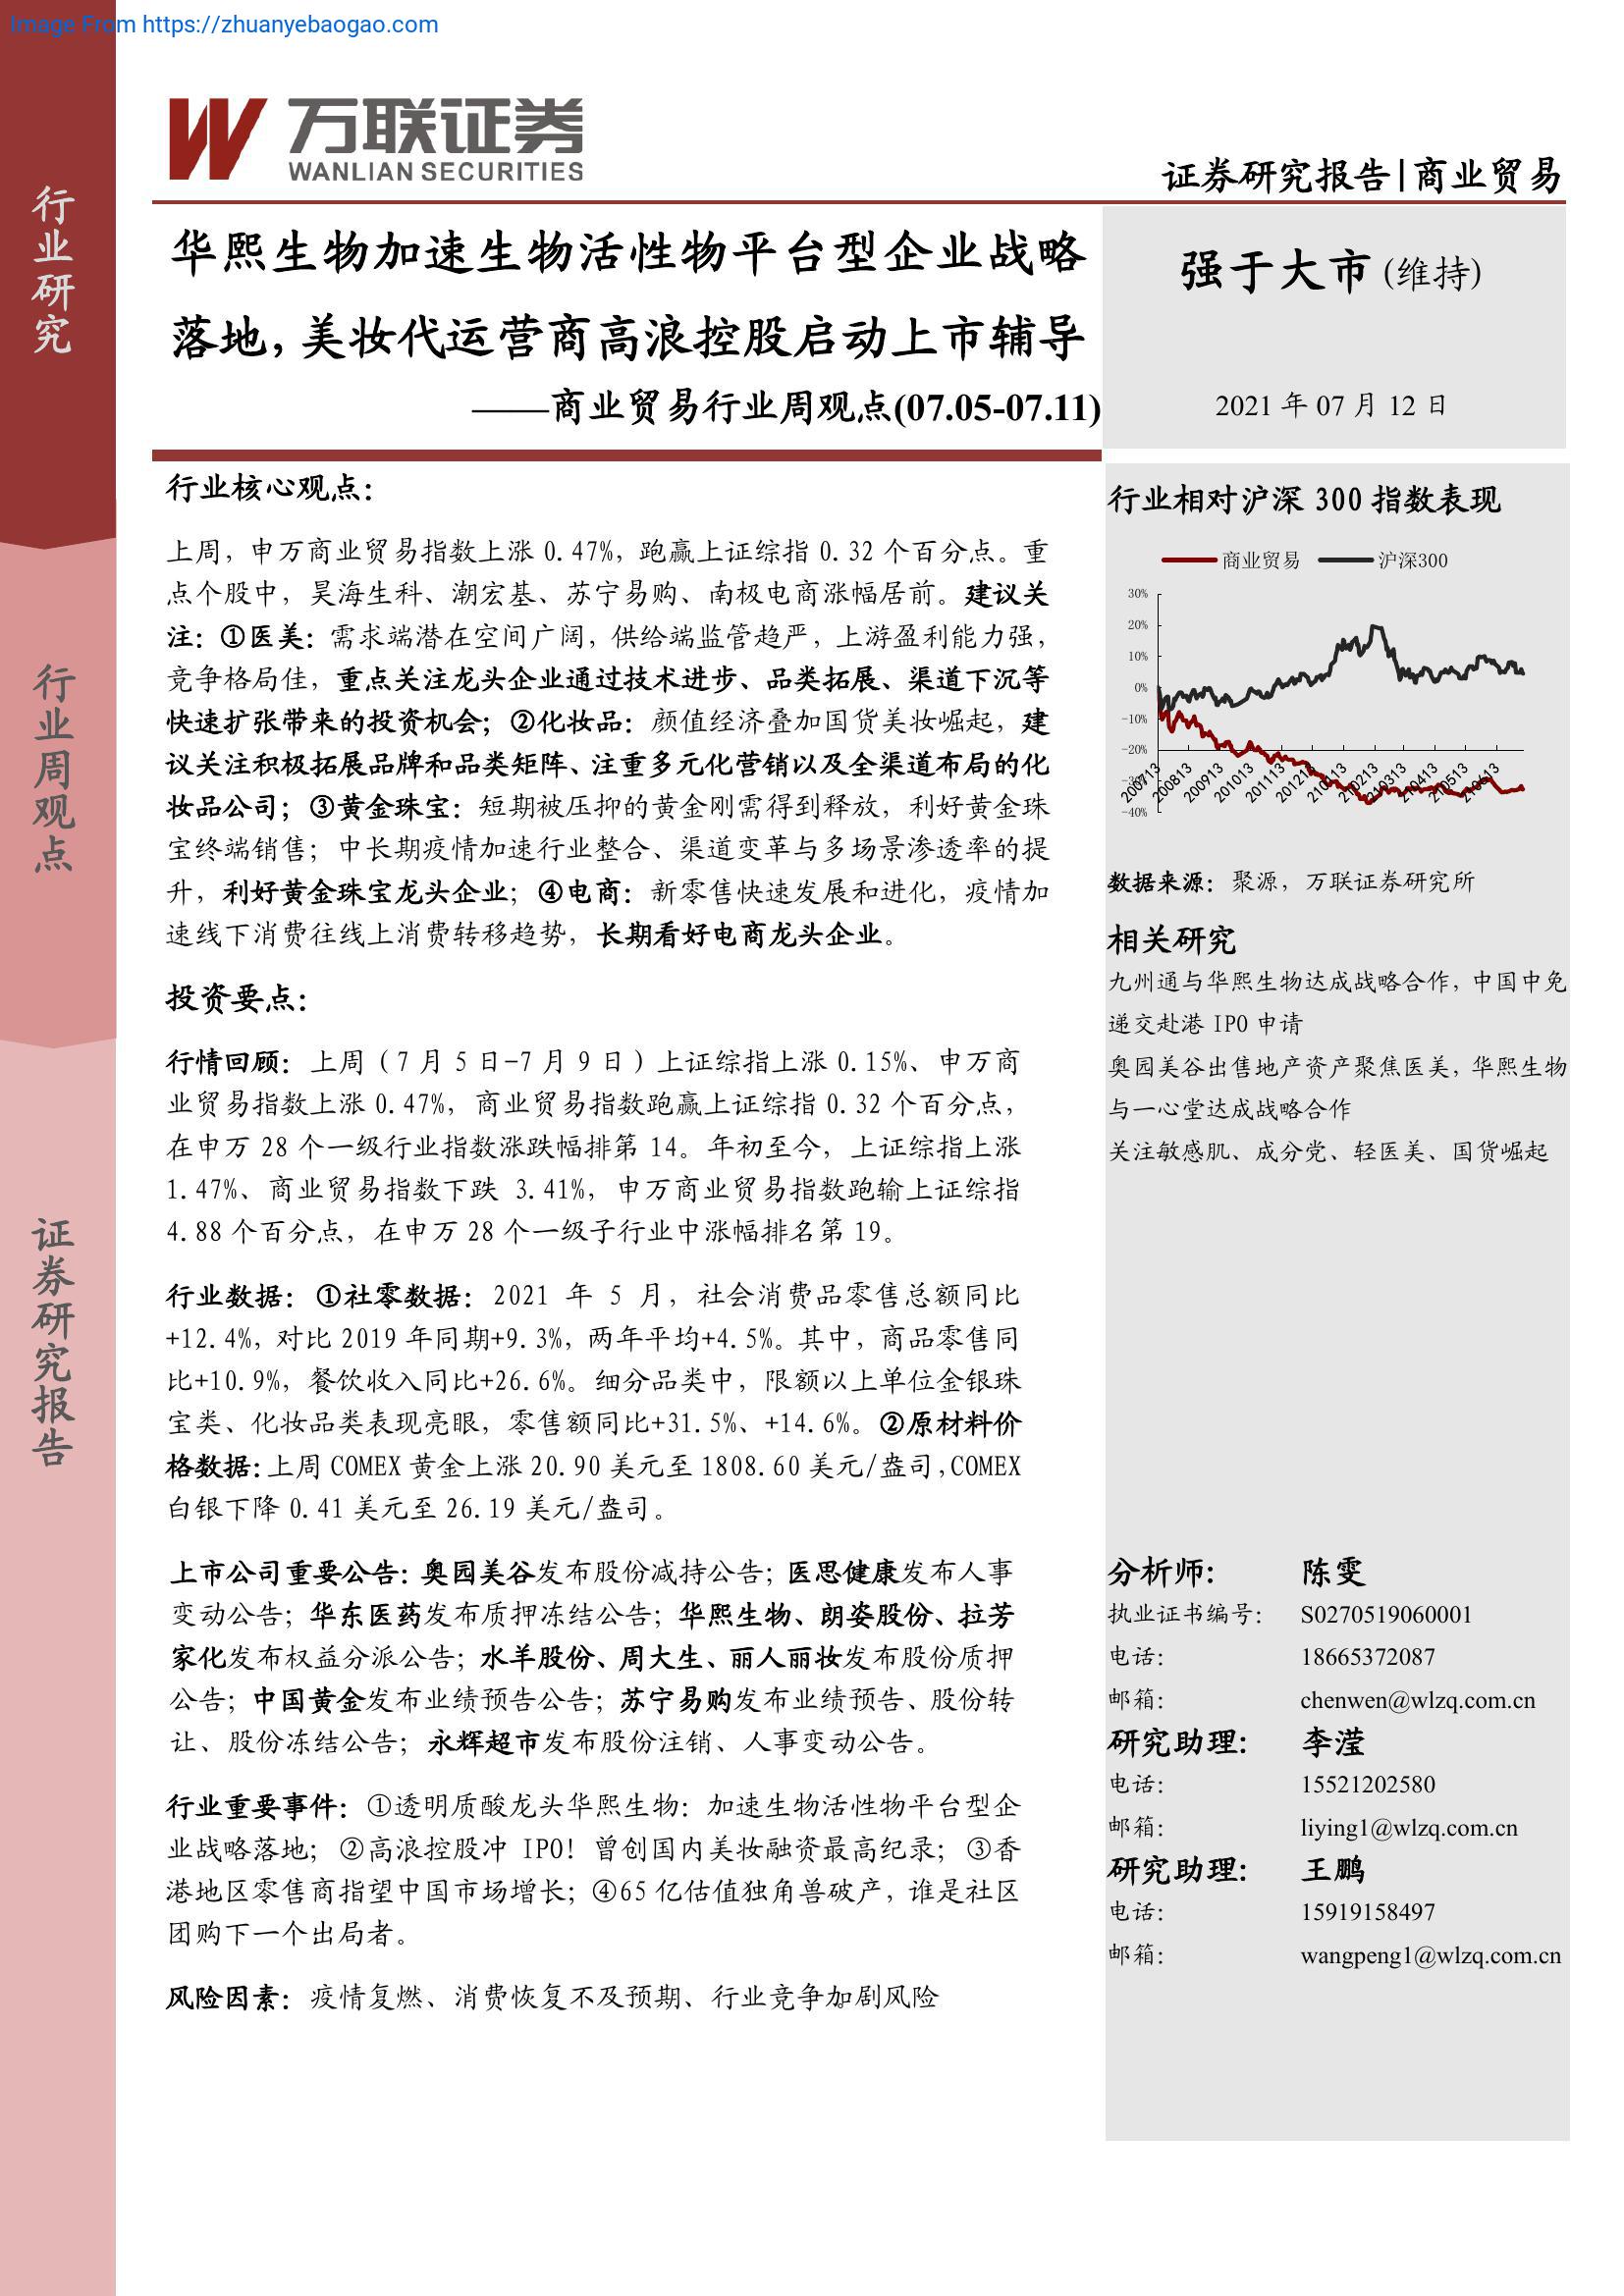 Image From https://zhuanyebaogao.com
行业研究
行业周观点
证券研究报告
万联证券
WANLIAN SECURITIES
证券研究报告|商业贸易
华熙生物加速生物活性物平台型企业战略
落地,美妆代运营商高浪控股启动上市辅导
——商业贸易行业周观点(07.05-07.11)
强于大市(维持)
2021 年 07 月 12 日
行业核心观点:
上周,申万商业贸易指数上涨 0.47%,跑赢上证综指 0.32 个百分点。重
点个股中,昊海生科、潮宏基、苏宁易购、南极电商涨幅居前。建议关
注:①医美:需求端潜在空间广阔,供给端监管趋严,上游盈利能力强,
竞争格局佳,重点关注龙头企业通过技术进步、品类拓展、渠道下沉等
快速扩张带来的投资机会;②化妆品:颜值经济叠加国货美妆崛起,建
议关注积极拓展品牌和品类矩阵、注重多元化营销以及全渠道布局的化
妆品公司;③黄金珠宝:短期被压抑的黄金刚需得到释放,利好黄金珠
宝终端销售;中长期疫情加速行业整合、渠道变革与多场景渗透率的提
升,利好黄金珠宝龙头企业;④电商:新零售快速发展和进化,疫情加
速线下消费往线上消费转移趋势,长期看好电商龙头企业。
投资要点:
行情回顾:上周(7 月 5 日-7 月 9 日)上证综指上涨 0.15%、申万商
业贸易指数上涨 0.47%,商业贸易指数跑赢上证综指 0.32 个百分点,
在申万 28 个一级行业指数涨跌幅排第 14。年初至今,上证综指上涨
1.47%、商业贸易指数下跌 3.41%,申万商业贸易指数跑输上证综指
4.88 个百分点,在申万 28 个一级子行业中涨幅排名第 19。
行业数据:①社零数据:2021 年 5 月,社会消费品零售总额同比
+12.4%,对比 2019 年同期+9.3%,两年平均+4.5%。其中,商品零售同
比+10.9%,餐饮收入同比+26.6%。细分品类中,限额以上单位金银珠
宝类、化妆品类表现亮眼,零售额同比+31.5%、+14.6%。②原材料价
格数据:上周 COMEX 黄金上涨 20.90 美元至 1808.60 美元/盎司,COMEX
白银下降 0.41 美元至 26.19 美元/盎司。
上市公司重要公告:奥园美谷发布股份减持公告;医思健康发布人事
变动公告;华东医药发布质押冻结公告;华熙生物、朗姿股份、拉芳
家化发布权益分派公告;水羊股份、周大生、丽人丽妆发布股份质押
公告;中国黄金发布业绩预告公告;苏宁易购发布业绩预告、股份转
让、股份冻结公告;永辉超市发布股份注销、人事变动公告。
行业重要事件:①透明质酸龙头华熙生物:加速生物活性物平台型企
业战略落地;②高浪控股冲 IPO!曾创国内美妆融资最高纪录;③香
港地区零售商指望中国市场增长;④65 亿估值独角兽破产,谁是社区
团购下一个出局者。
风险因素:疫情复燃、消费恢复不及预期、行业竞争加剧风险
行业相对沪深 300 指数表现
商业贸易 沪深300
30%
20%
10%
0%
-10%
-20%
-30%
-40%
200713 200813 200913 201013 201113 201213 210113 210213 210313 210413 210513 210613
数据来源:聚源,万联证券研究所
相关研究
九州通与华熙生物达成战略合作,中国中免
递交赴港 IPO 申请
奥园美谷出售地产资产聚焦医美,华熙生物
与一心堂达成战略合作
关注敏感肌、成分党、轻医美、国货崛起
分析师: 陈雯
执业证书编号: S0270519060001
电话: 18665372087
邮箱: chenwen@wlzq.com.cn
研究助理: 李滢
电话: 15521202580
邮箱: liying1@wlzq.com.cn
研究助理: 王鹏
电话: 15919158497
邮箱: wangpeng1@wlzq.com.cn